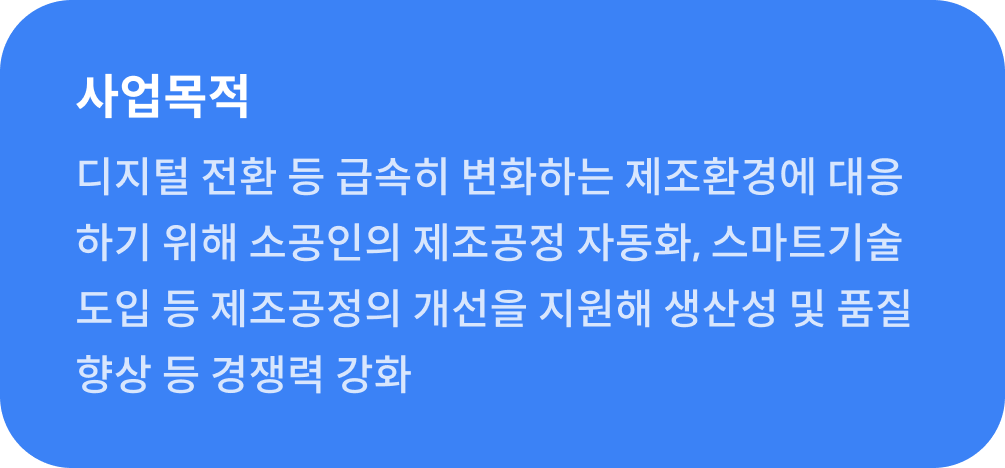 사업목적
디지털 전환 등 급속히 변화하는 제조환경에 대응
하기 위해 소공인의 제조공정 자동화, 스마트기술
도입 등 제조공정의 개선을 지원해 생산성 및 품질
향상 등 경쟁력 강화